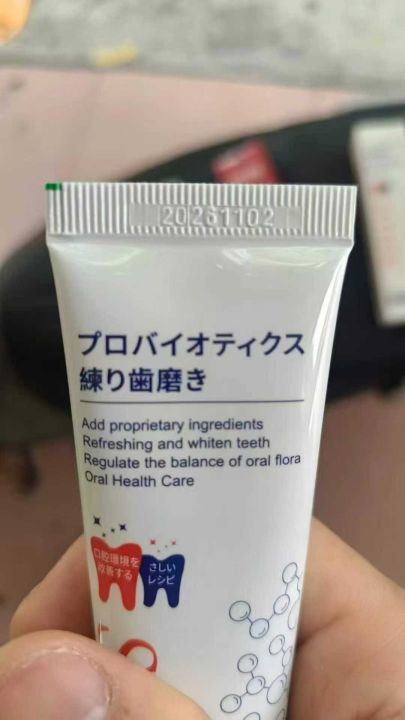 20261102
プロバイオティクス
練り歯磨き
Add proprietary ingredients
Refreshing and whiten teeth
Regulate the balance of oral flora
Oral Health Care
口腔環境を
改善する
さしい
レシピ